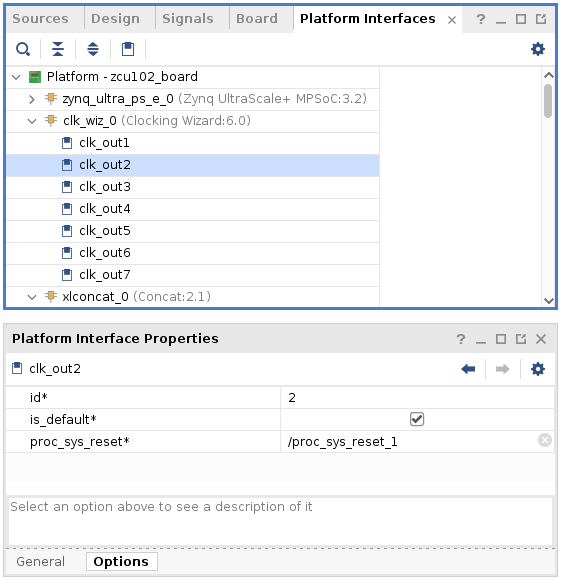 Sources Design Signals Board Platform Interfaces
Platform - zcu102_board
zynq_ultra_ps_e_0 (Zynq UltraScale+ MPSoC:3.2)
clk_wiz_0 (Clocking Wizard:6.0)
clk_out1
clk_out2
clk_out3
clk_out4
clk_out5
clk_out6
clk_out7
xlconcat_0 (Concat:2.1)
Platform Interface Properties
clk_out2
id* 2
is_default*
proc_sys_reset* /proc_sys_reset_1
Select an option above to see a description of it
General Options